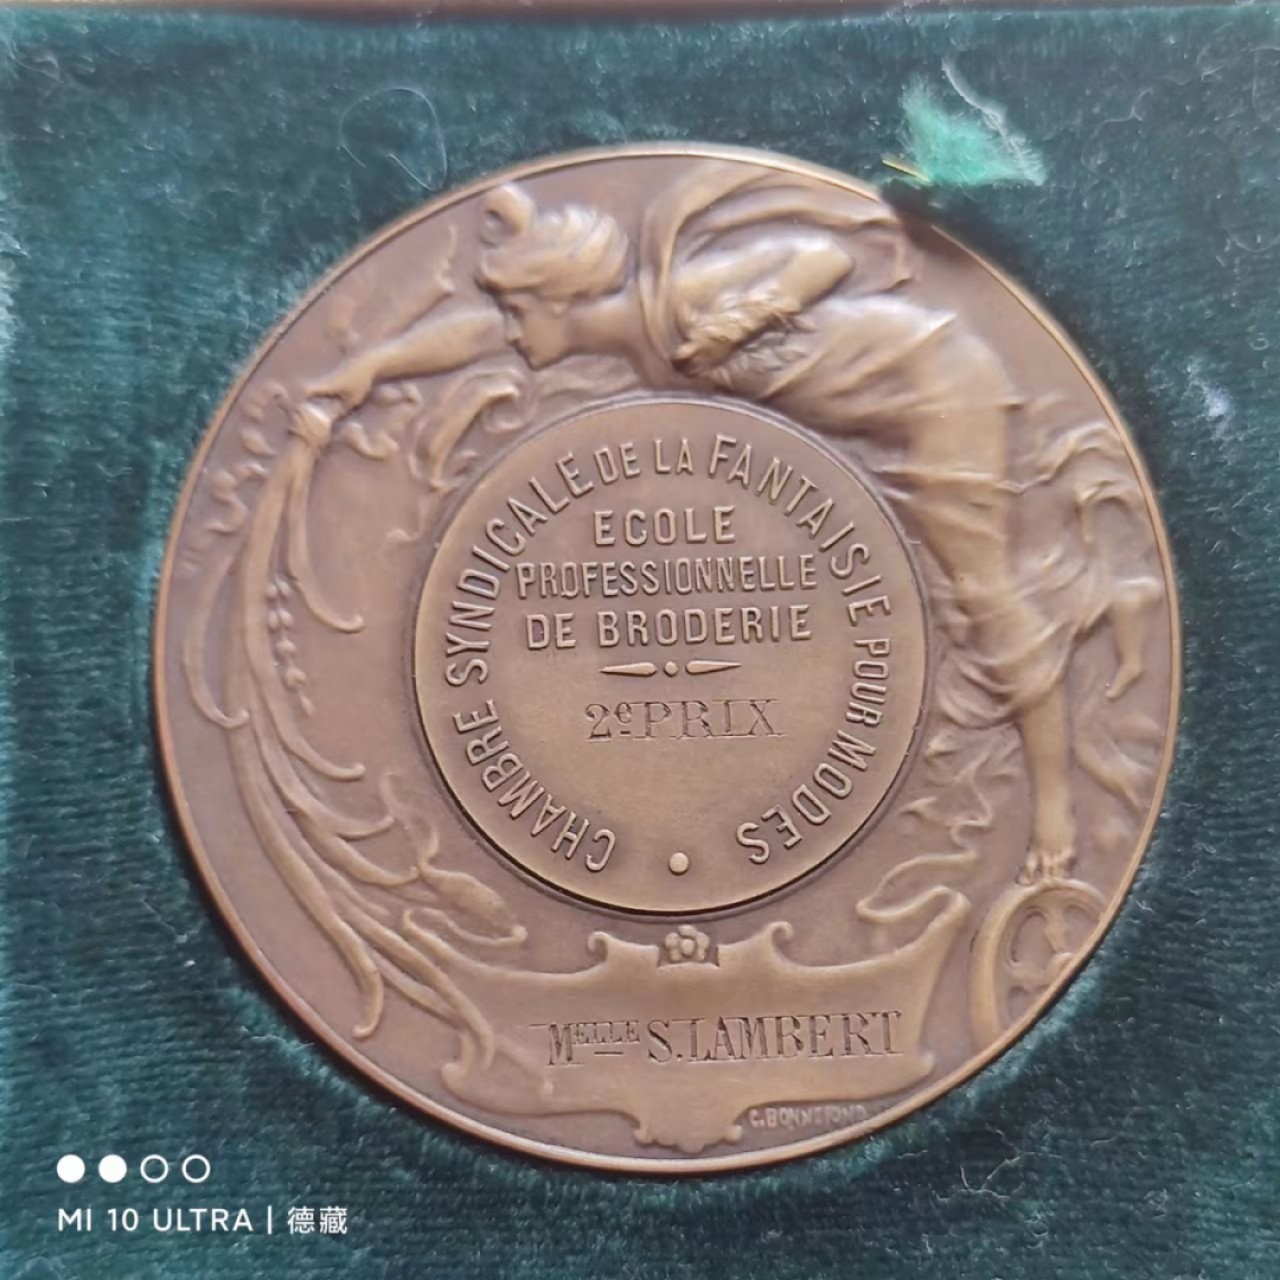 CHAMBRE SYNDICALE DE LA FANTAISIE POUR MODES
ECOLE
PROFESSIONNELLE
DE BRODERIE
2e PRIX
MELLE S. LAMBERT
C. BONNEFOND
MI 10 ULTRA | 德藏